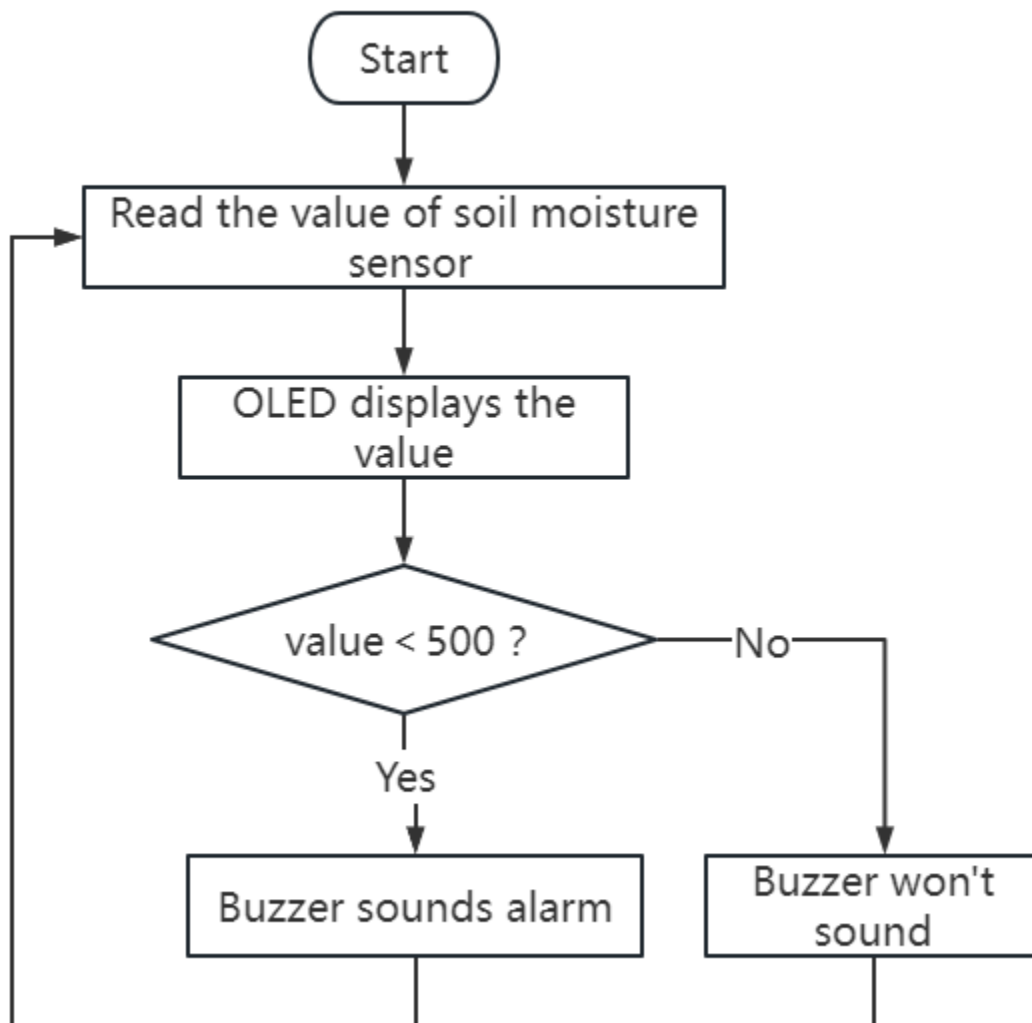 Start
Read the value of soil moisture
sensor
OLED displays the
value
value < 500 ?
No
Yes
Buzzer sounds alarm
Buzzer won't
sound